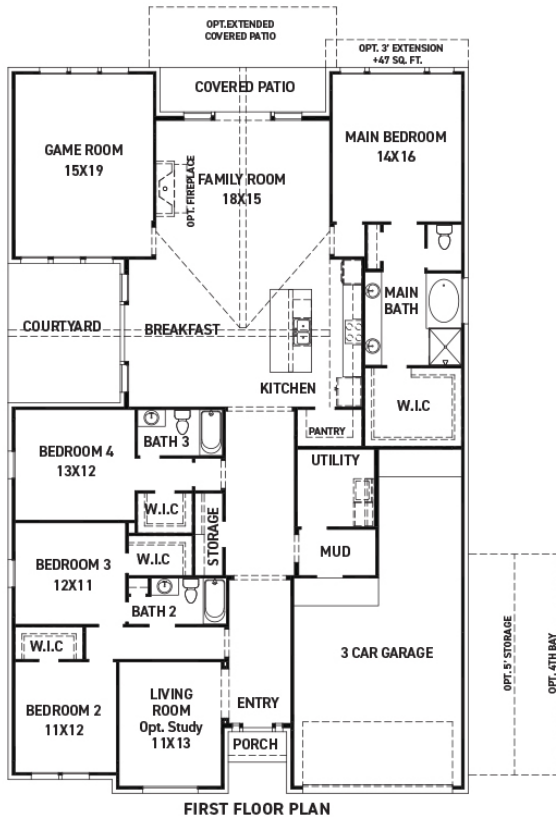 OPT.EXTENDED
COVERED PATIO
OPT. 3' EXTENSION
+47 SQ. FT.
COVERED PATIO
GAME ROOM
15X19
MAIN BEDROOM
14X16
FAMILY ROOM
18X15
OPT. FIREPLACE
MAIN
BATH
COURTYARD
BREAKFAST
KITCHEN
W.I.C
PANTRY
BATH 3
BEDROOM 4
13X12
UTILITY
W.I.C
STORAGE
MUD
W.I.C
BEDROOM 3
12X11
BATH 2
W.I.C
3 CAR GARAGE
OPT. 5' STORAGE
OPT. 4TH BAY
LIVING
ROOM
Opt. Study
11X13
ENTRY
BEDROOM 2
11X12
PORCH
FIRST FLOOR PLAN